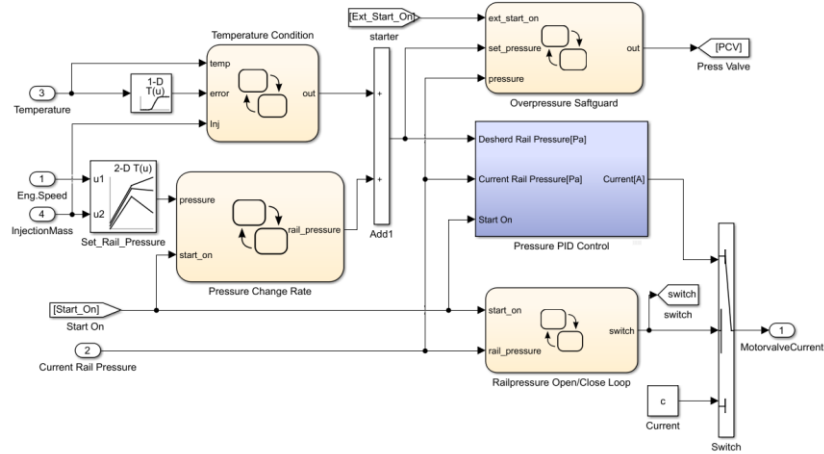 [Ext_Start_On]
starter
ext_start_on
set_pressure
pressure
out
Overpressure Saftguard
[PCV]
Press Valve
Temperature Condition
temp
error
Inj
out
3
Temperature
1-D
T(u)
+
+
Add1
Desherd Rail Pressure[Pa]
Current Rail Pressure[Pa]
Start On
Current[A]
Pressure PID Control
1
Eng.Speed
4
InjectionMass
2-D T(u)
u1
u2
Set_Rail_Pressure
pressure
start_on
rail_pressure
Pressure Change Rate
[Start_On]
Start On
2
Current Rail Pressure
start_on
rail_pressure
switch
Railpressure Open/Close Loop
switch
switch
c
Current
Switch
1
MotorvalveCurrent